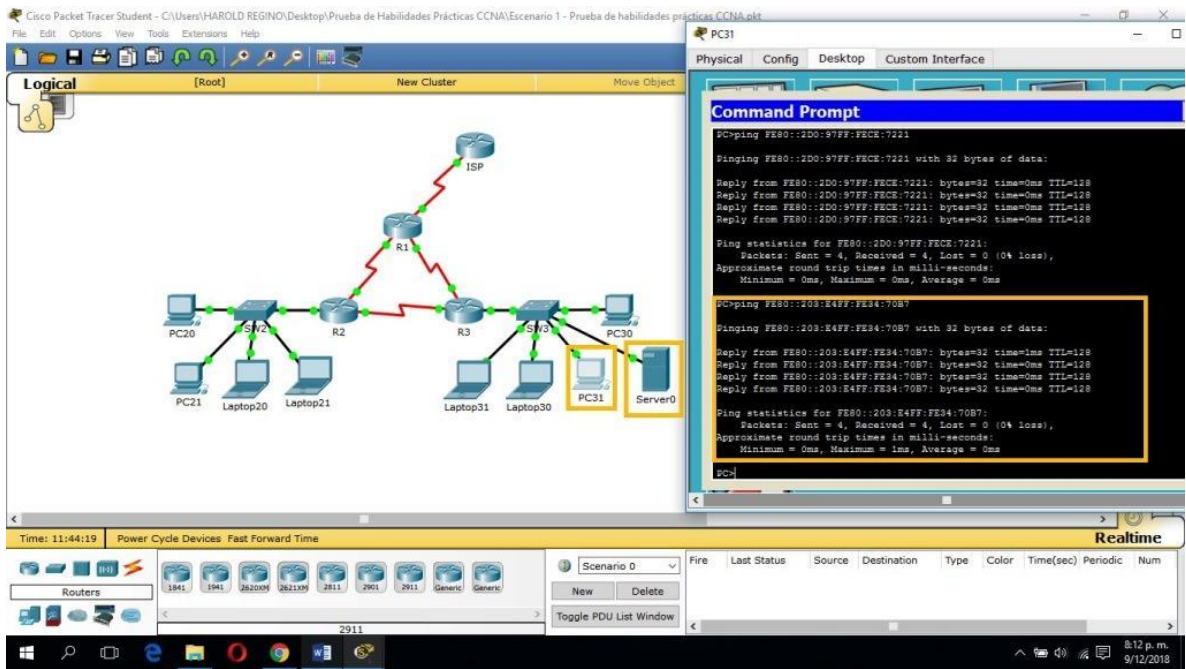 Cisco Packet Tracer Student - C:\Users\HAROLD REGINO\Desktop\Prueba de Habilidades Prácticas CCNA\Escenario 1 - Prueba de habilidades prácticas CCNA.pkt
File Edit Options View Tools Extensions Help
Logical [Root] New Cluster Move Object
ISP
R1
PC20 SW2 R2 R3 SW3 PC30
PC21 Laptop20 Laptop21 Laptop31 Laptop30 PC31 Server0
PC31
Physical Config Desktop Custom Interface
Command Prompt
PC>ping FE80::2D0:97FF:FECE:7221
Pinging FE80::2D0:97FF:FECE:7221 with 32 bytes of data:
Reply from FE80::2D0:97FF:FECE:7221: bytes=32 time=0ms TTL=128
Reply from FE80::2D0:97FF:FECE:7221: bytes=32 time=0ms TTL=128
Reply from FE80::2D0:97FF:FECE:7221: bytes=32 time=0ms TTL=128
Reply from FE80::2D0:97FF:FECE:7221: bytes=32 time=0ms TTL=128
Ping statistics for FE80::2D0:97FF:FECE:7221:
Packets: Sent = 4, Received = 4, Lost = 0 (0% loss),
Approximate round trip times in milli-seconds:
Minimum = 0ms, Maximum = 0ms, Average = 0ms
PC>ping FE80::203:E4FF:FE34:70B7
Pinging FE80::203:E4FF:FE34:70B7 with 32 bytes of data:
Reply from FE80::203:E4FF:FE34:70B7: bytes=32 time=1ms TTL=128
Reply from FE80::203:E4FF:FE34:70B7: bytes=32 time=0ms TTL=128
Reply from FE80::203:E4FF:FE34:70B7: bytes=32 time=0ms TTL=128
Reply from FE80::203:E4FF:FE34:70B7: bytes=32 time=0ms TTL=128
Ping statistics for FE80::203:E4FF:FE34:70B7:
Packets: Sent = 4, Received = 4, Lost = 0 (0% loss),
Approximate round trip times in milli-seconds:
Minimum = 0ms, Maximum = 1ms, Average = 0ms
PC>
Time: 11:44:19 Power Cycle Devices Fast Forward Time Realtime
Routers
1841 1941 2620XM 2621XM 2811 2901 2911 Generic Generic
2911
Scenario 0
New Delete
Toggle PDU List Window
Fire Last Status Source Destination Type Color Time(sec) Periodic Num
8:12 p. m.
9/12/2018